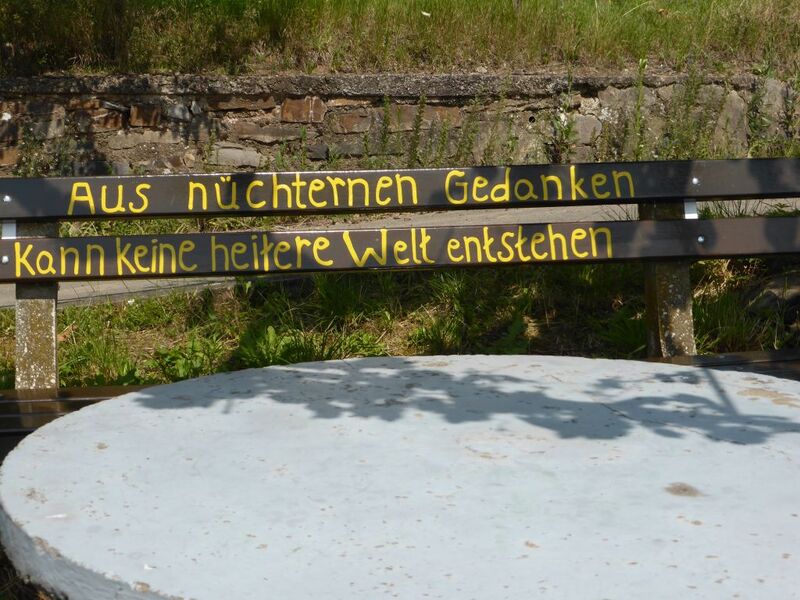 Aus nüchternen Gedanken
kann keine heitere Welt entstehen